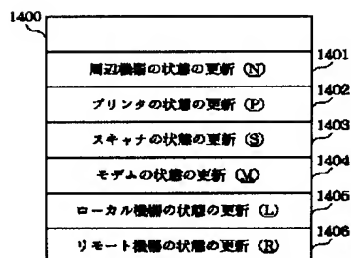 1400
周辺機器の状態の更新 (N) 1401
プリンタの状態の更新 (P) 1402
スキャナの状態の更新 (S) 1403
モデムの状態の更新 (M) 1404
ローカル機器の状態の更新 (L) 1405
リモート機器の状態の更新 (R) 1406